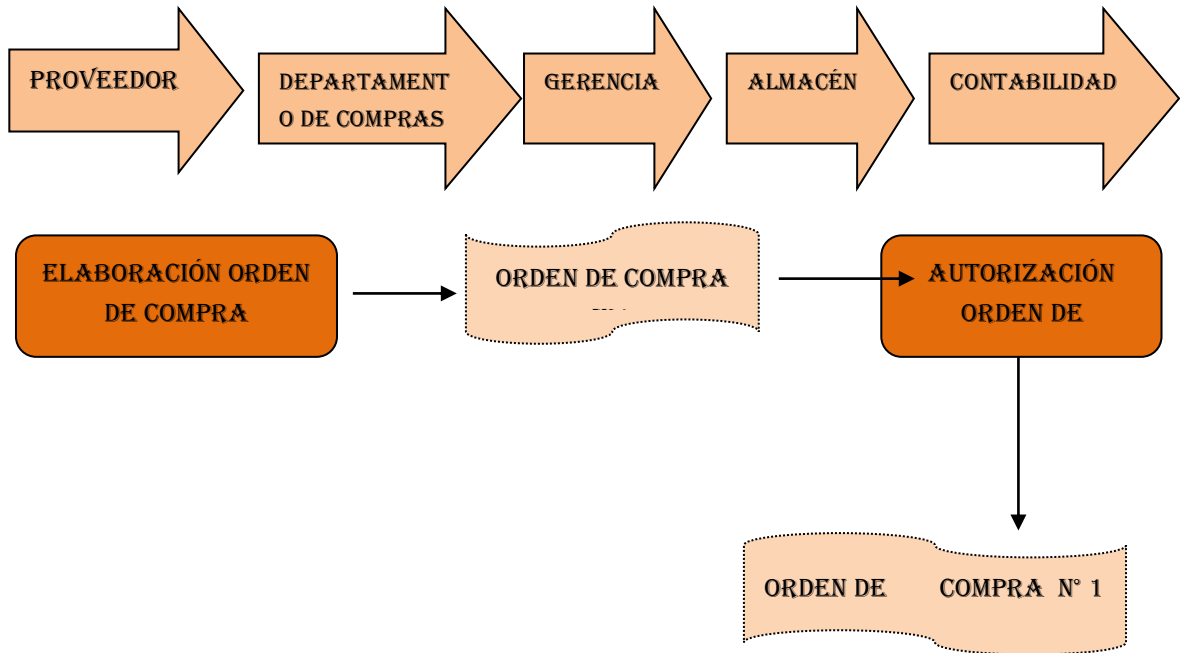 PROVEEDOR
DEPARTAMENT
O DE COMPRAS
GERENCIA
ALMACÉN
CONTABILIDAD
ELABORACIÓN ORDEN
DE COMPRA
ORDEN DE COMPRA
AUTORIZACIÓN
ORDEN DE
ORDEN DE COMPRA N° 1